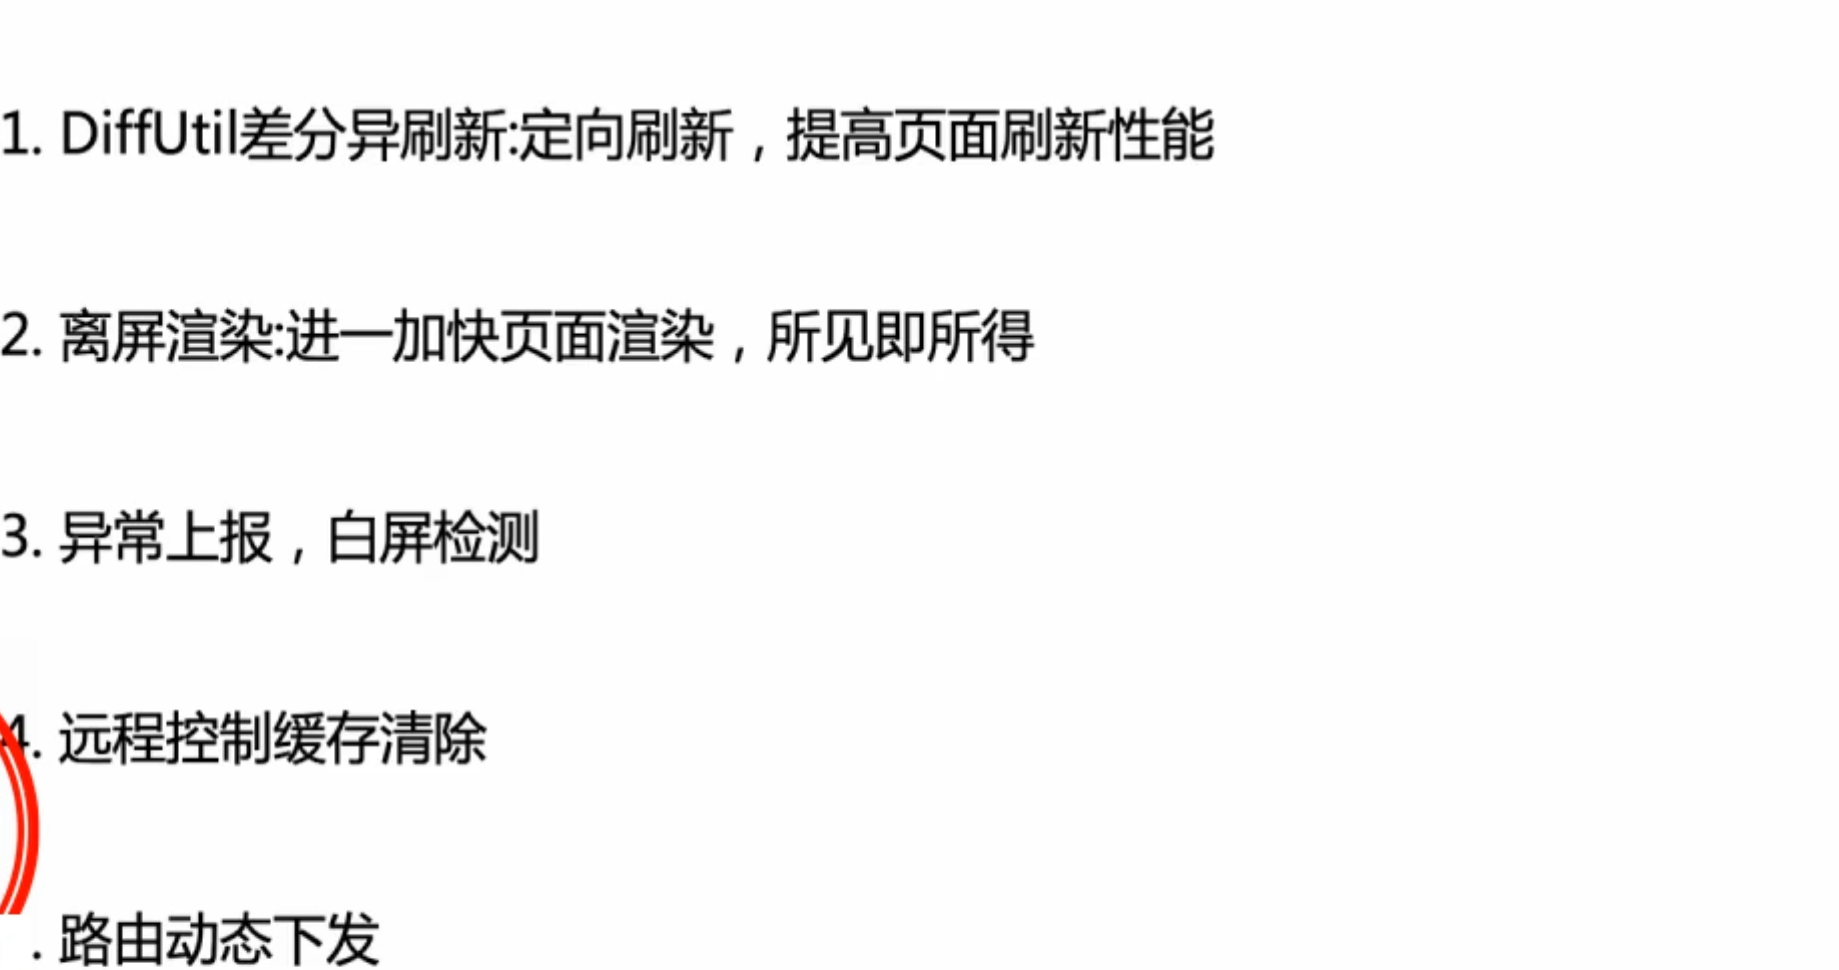 1. DiffUtil差分异刷新:定向刷新，提高页面刷新性能
2. 离屏渲染:进一加快页面渲染，所见即所得
3. 异常上报，白屏检测
4. 远程控制缓存清除
. 路由动态下发